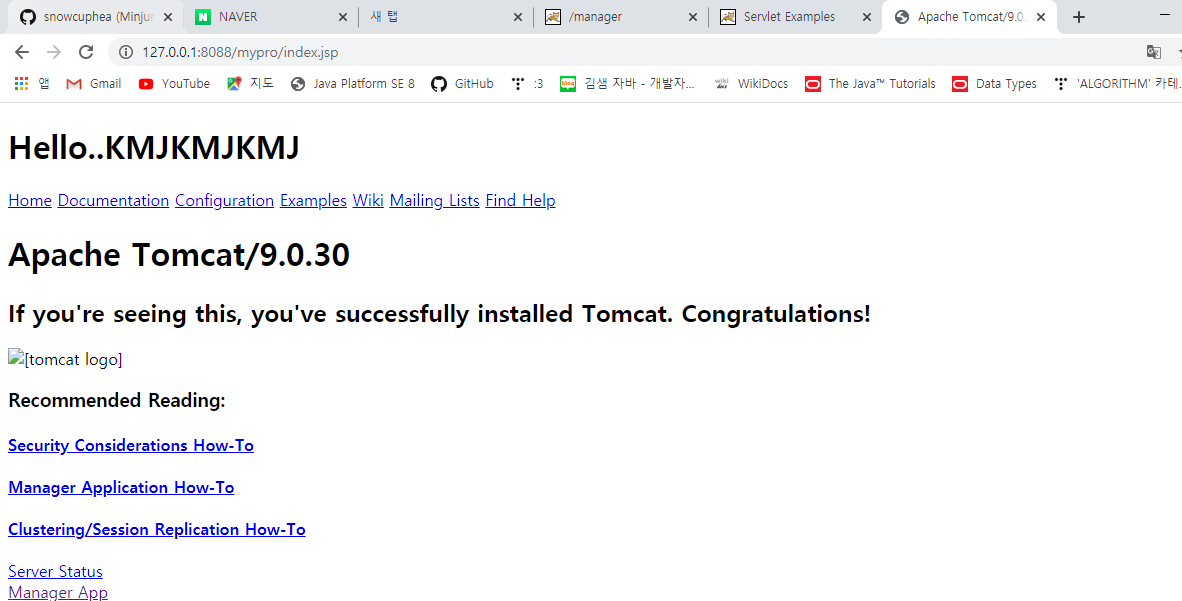 snowcuphea (Minjun
NAVER
새 탭
/manager
Servlet Examples
Apache Tomcat/9.0.
127.0.0.1:8088/mypro/index.jsp
앱 Gmail YouTube 지도 Java Platform SE 8 GitHub :3 blog 김샘 자바 - 개발자... wiki WikiDocs The Java™ Tutorials Data Types 'ALGORITHM' 카테.
Hello..KMJKMJKMJ
Home Documentation Configuration Examples Wiki Mailing Lists Find Help
Apache Tomcat/9.0.30
If you're seeing this, you've successfully installed Tomcat. Congratulations!
[tomcat logo]
Recommended Reading:
Security Considerations How-To
Manager Application How-To
Clustering/Session Replication How-To
Server Status
Manager App